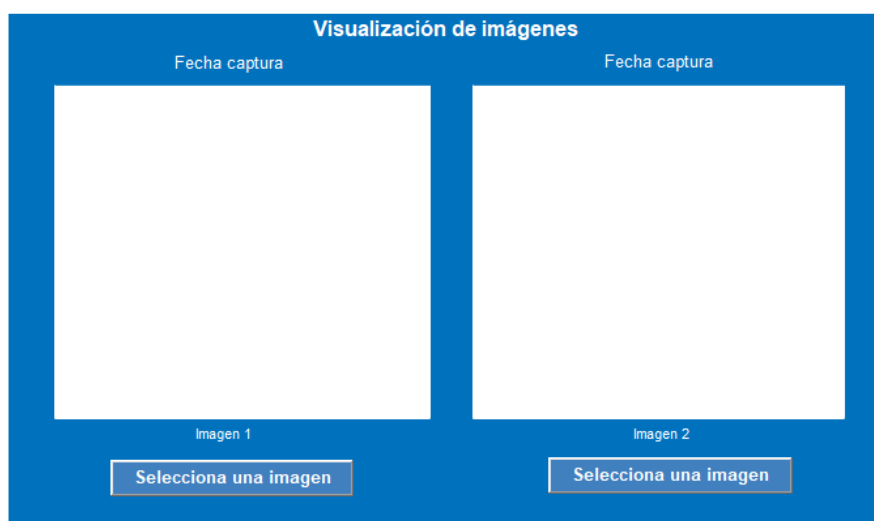 Visualización de imágenes
Fecha captura
Fecha captura
Imagen 1
Imagen 2
Selecciona una imagen
Selecciona una imagen